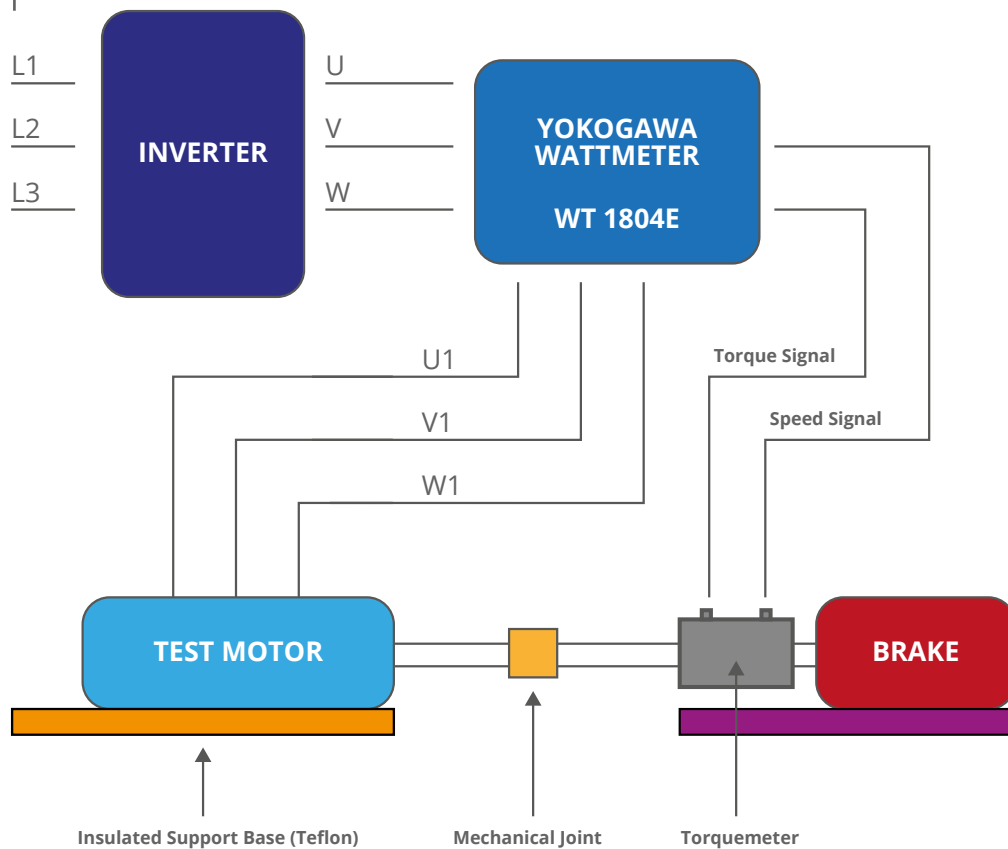 L1
L2
L3
INVERTER
U
V
W
YOKOGAWA
WATTMETER
WT 1804E
U1
V1
W1
Torque Signal
Speed Signal
TEST MOTOR
BRAKE
Insulated Support Base (Teflon)
Mechanical Joint
Torquemeter